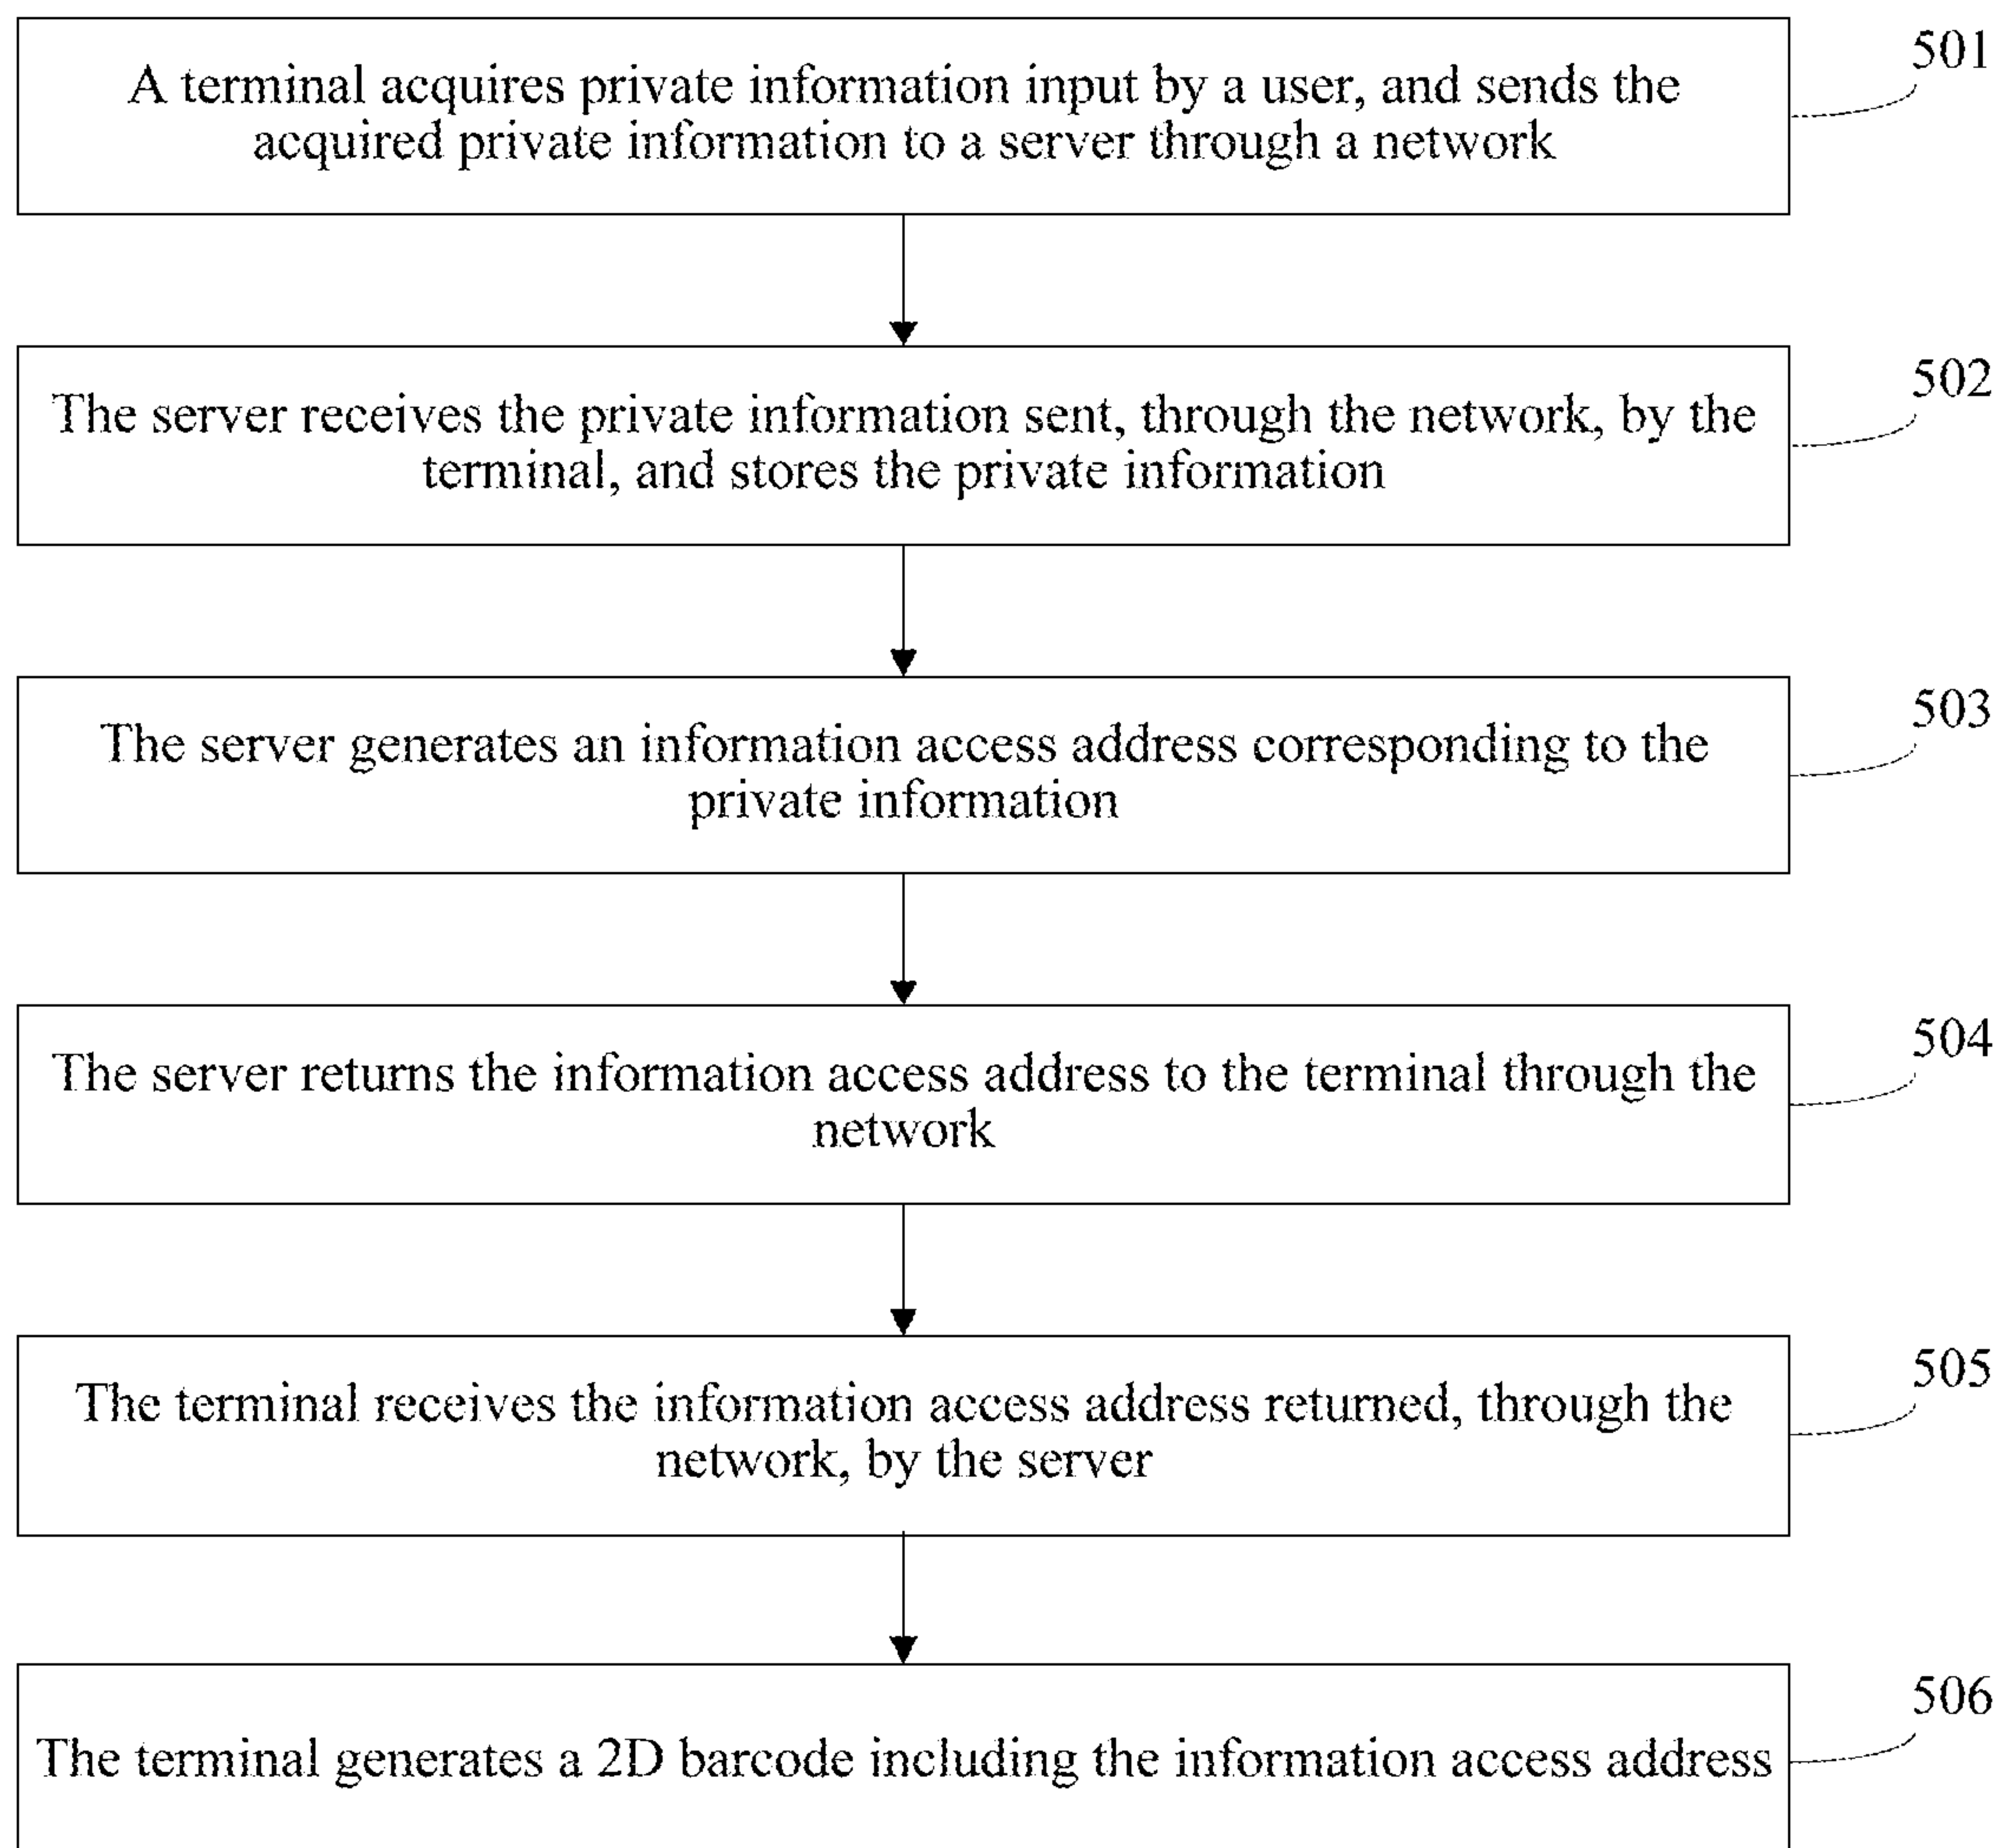 501
A terminal acquires private information input by a user, and sends the
acquired private information to a server through a network
502
The server receives the private information sent, through the network, by the
terminal, and stores the private information
503
The server generates an information access address corresponding to the
private information
504
The server returns the information access address to the terminal through the
network
505
The terminal receives the information access address returned, through the
network, by the server
506
The terminal generates a 2D barcode including the information access address